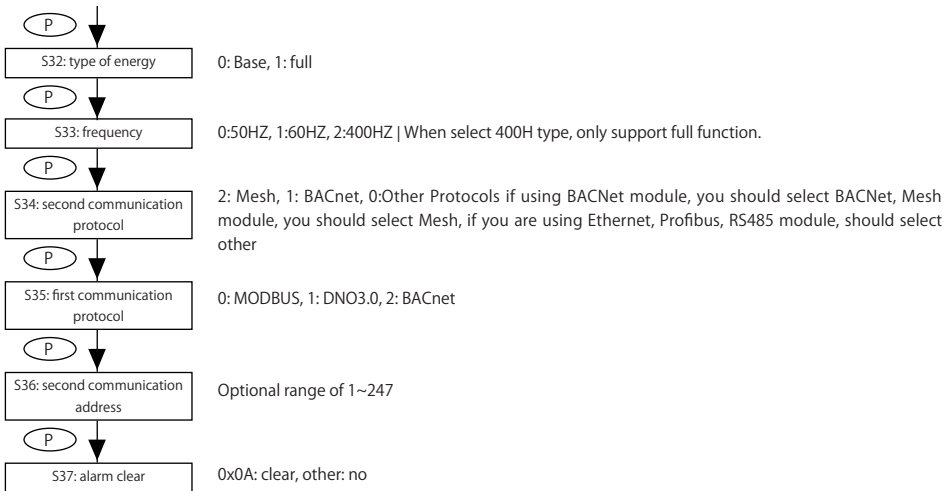 P
S32: type of energy
0: Base, 1: full
P
S33: frequency
0:50HZ, 1:60HZ, 2:400HZ | When select 400H type, only support full function.
P
S34: second communication
protocol
2: Mesh, 1: BACnet, 0:Other Protocols if using BACNet module, you should select BACNet, Mesh
module, you should select Mesh, if you are using Ethernet, Profibus, RS485 module, should select
other
P
S35: first communication
protocol
0: MODBUS, 1: DNO3.0, 2: BACnet
P
S36: second communication
address
Optional range of 1~247
P
S37: alarm clear
0x0A: clear, other: no